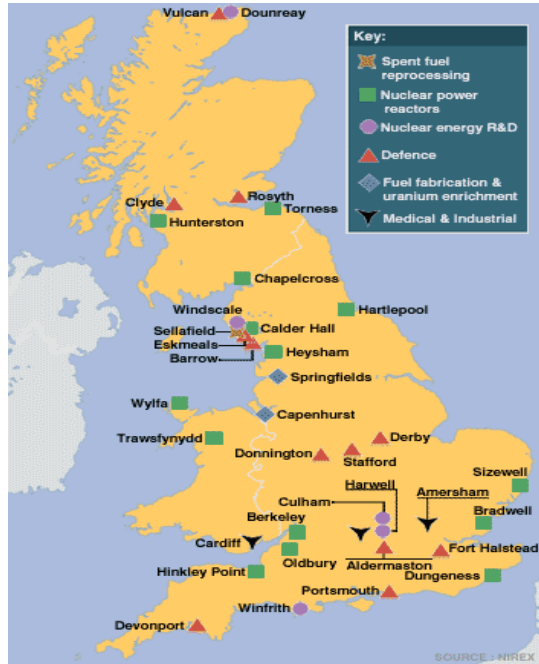 Vulcan
Dounreay
Key:
Spent fuel
reprocessing
Nuclear power
reactors
Nuclear energy R&D
Defence
Fuel fabrication &
uranium enrichment
Medical & Industrial
Clyde
Rosyth
Hunterston
Torness
Chapelcross
Windscale
Hartlepool
Sellafield
Calder Hall
Eskmeals
Heysham
Barrow
Springfields
Wylfa
Capenhurst
Trawsfynydd
Derby
Donnington
Stafford
Sizewell
Harwell
Amersham
Culham
Bradwell
Berkeley
Cardiff
Fort Halstead
Oldbury
Aldermaston
Hinkley Point
Dungeness
Portsmouth
Winfrith
Devonport
SOURCE : NIREX